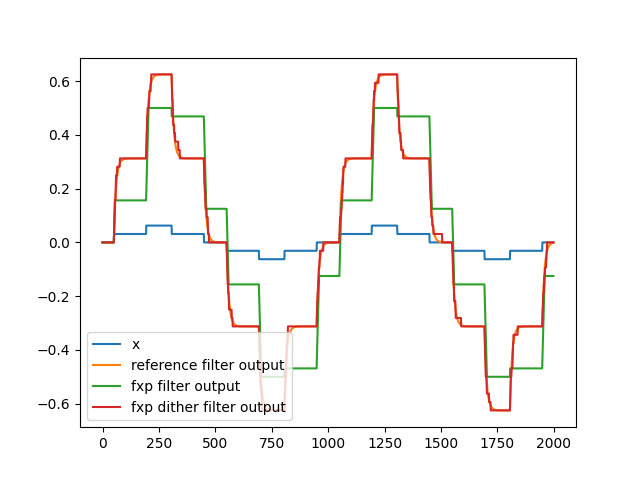 0.6
0.4
0.2
0.0
−0.2
−0.4
−0.6
x
reference filter output
fxp filter output
fxp dither filter output
0 250 500 750 1000 1250 1500 1750 2000